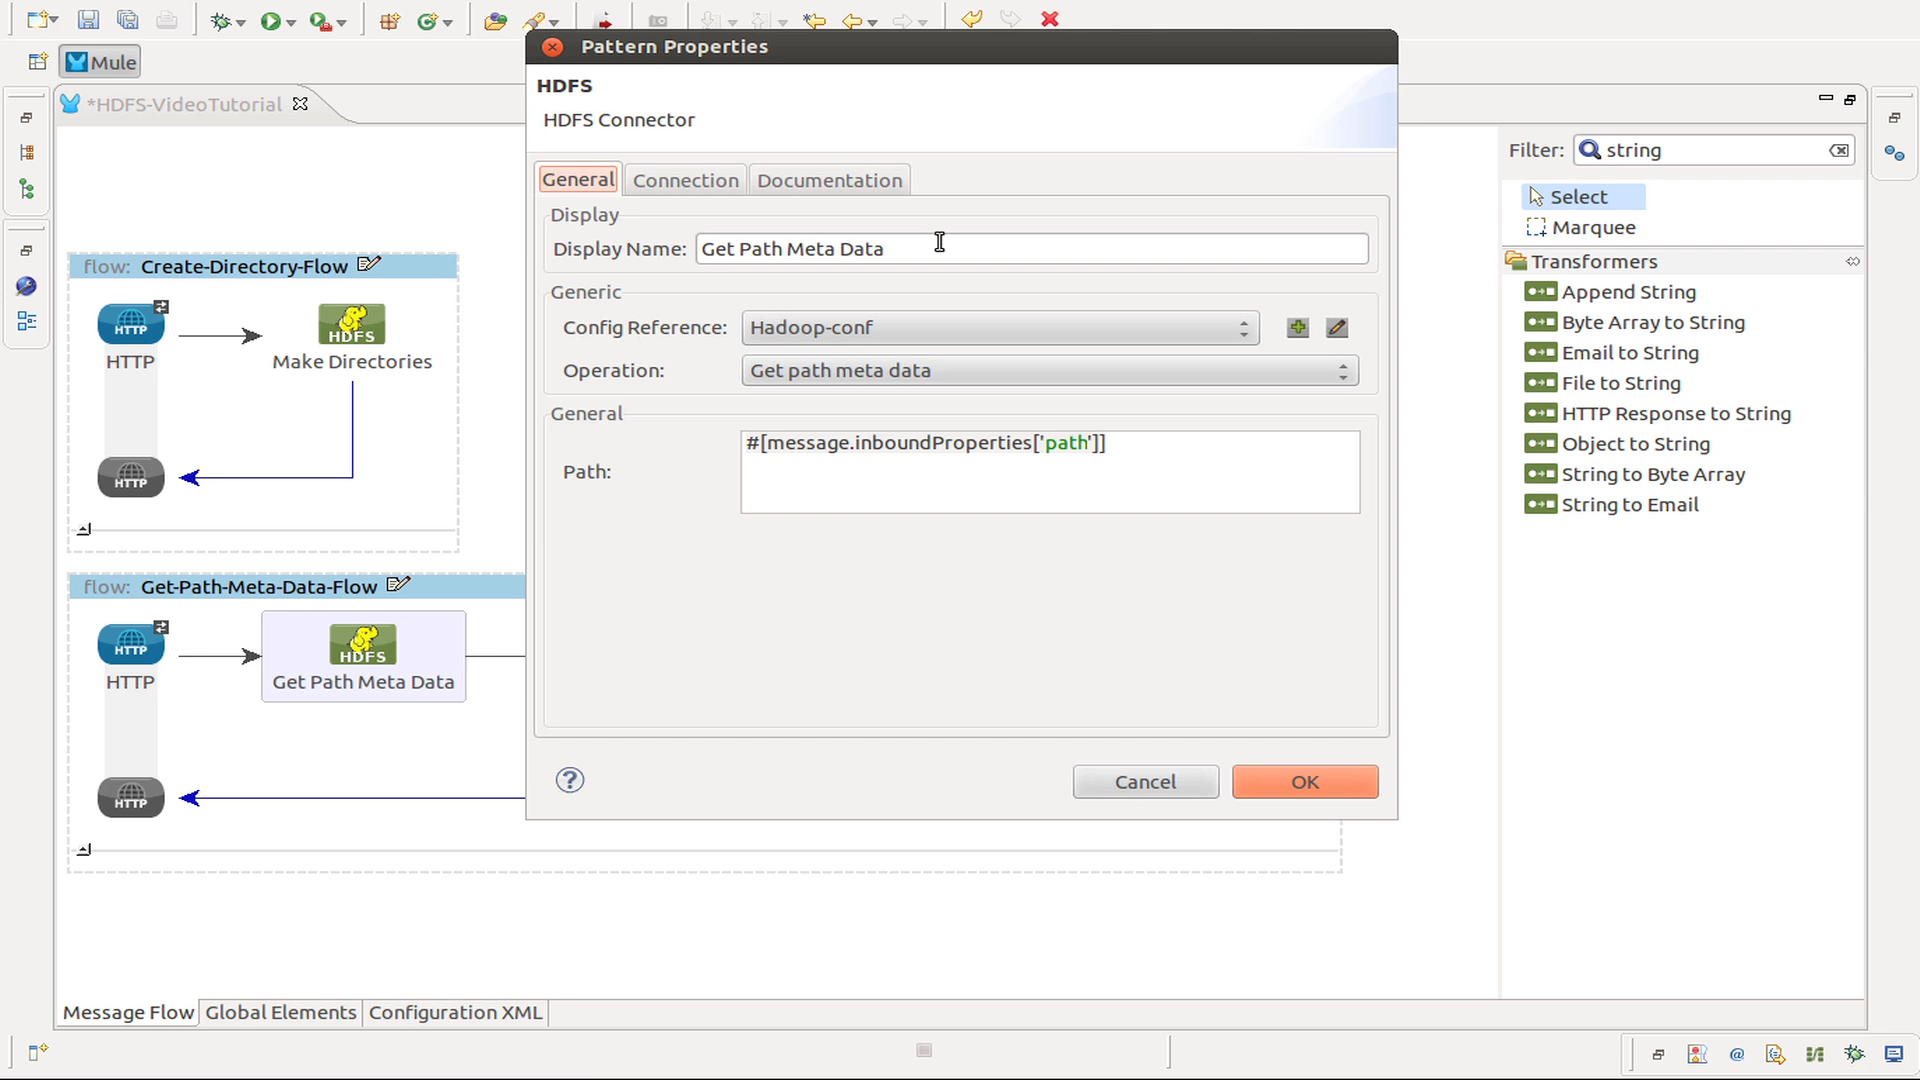 Pattern Properties
Mule
HDFS
*HDFS-VideoTutorial
HDFS Connector
General Connection Documentation
Filter: string
Display
Display Name: Get Path Meta Data
Select
Marquee
flow: Create-Directory-Flow
Generic
Config Reference: Hadoop-conf
Operation: Get path meta data
Transformers
Append String
Byte Array to String
Email to String
File to String
HTTP Response to String
Object to String
String to Byte Array
String to Email
HTTP
HDFS
HTTP
Make Directories
General
Path: #[message.inboundProperties['path']]
HTTP
flow: Get-Path-Meta-Data-Flow
HTTP
HDFS
HTTP
Get Path Meta Data
HTTP
? Cancel OK
Message Flow Global Elements Configuration XML